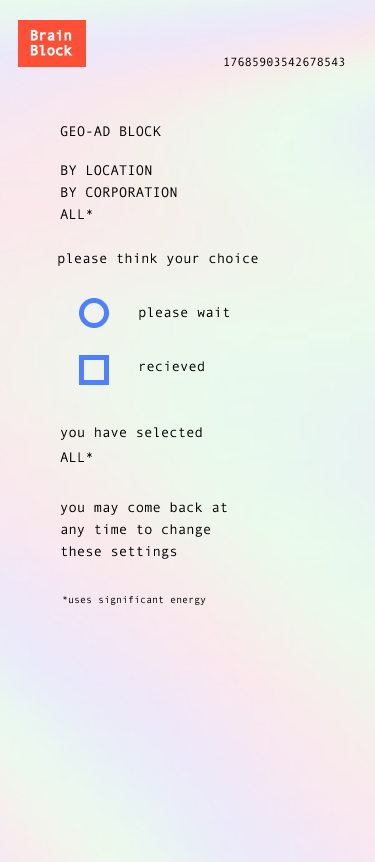 Brain
Block
17685903542678543
GEO-AD BLOCK
BY LOCATION
BY CORPORATION
ALL*
please think your choice
please wait
recieved
you have selected
ALL*
you may come back at
any time to change
these settings
*uses significant energy